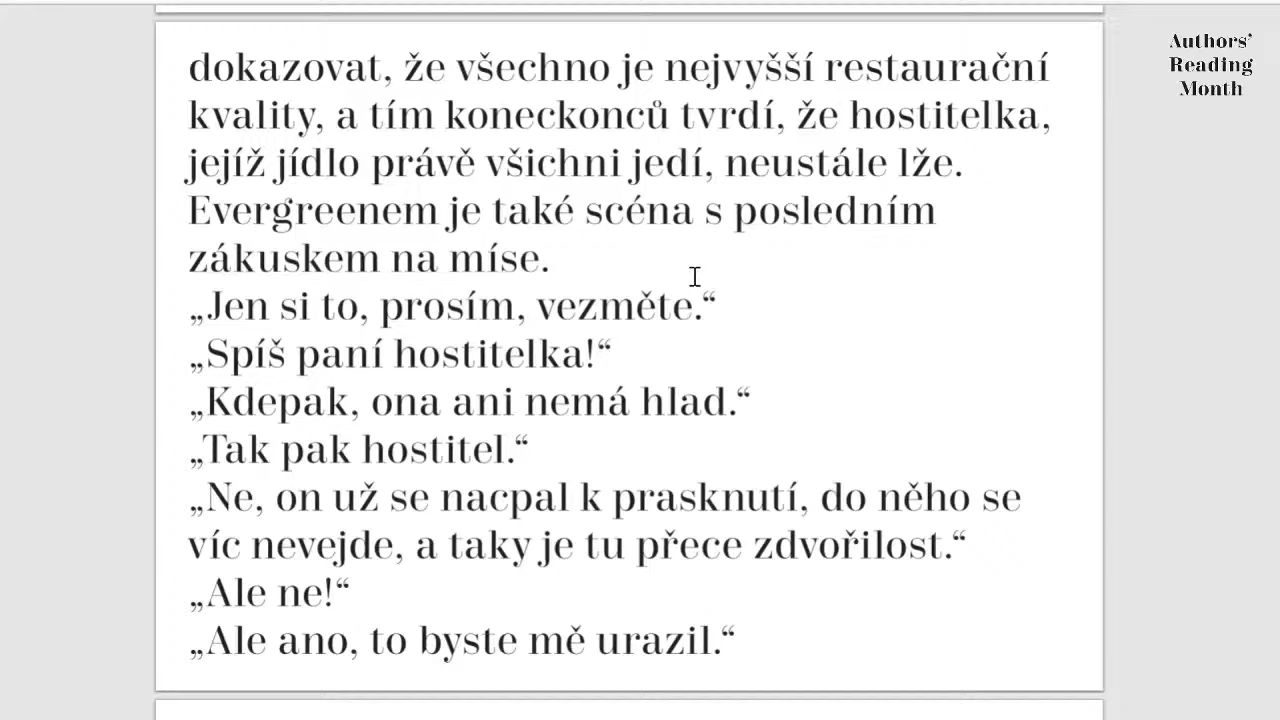 dokazovat, že všechno je nejvyšší restaurační
kvality, a tím koneckonců tvrdí, že hostitelka,
jejíž jídlo právě všichni jedí, neustále lže.
Evergreenem je také scéna s posledním
zákuskem na míse.
„Jen si to, prosím, vezměte.“
„Spíš paní hostitelka!“
„Kdepak, ona ani nemá hlad.“
„Tak pak hostitel.“
„Ne, on už se nacpal k prasknutí, do něho se
víc nevejde, a taky je tu přece zdvořilost.“
„Ale ne!“
„Ale ano, to byste mě urazil.“
Authors’
Reading
Month